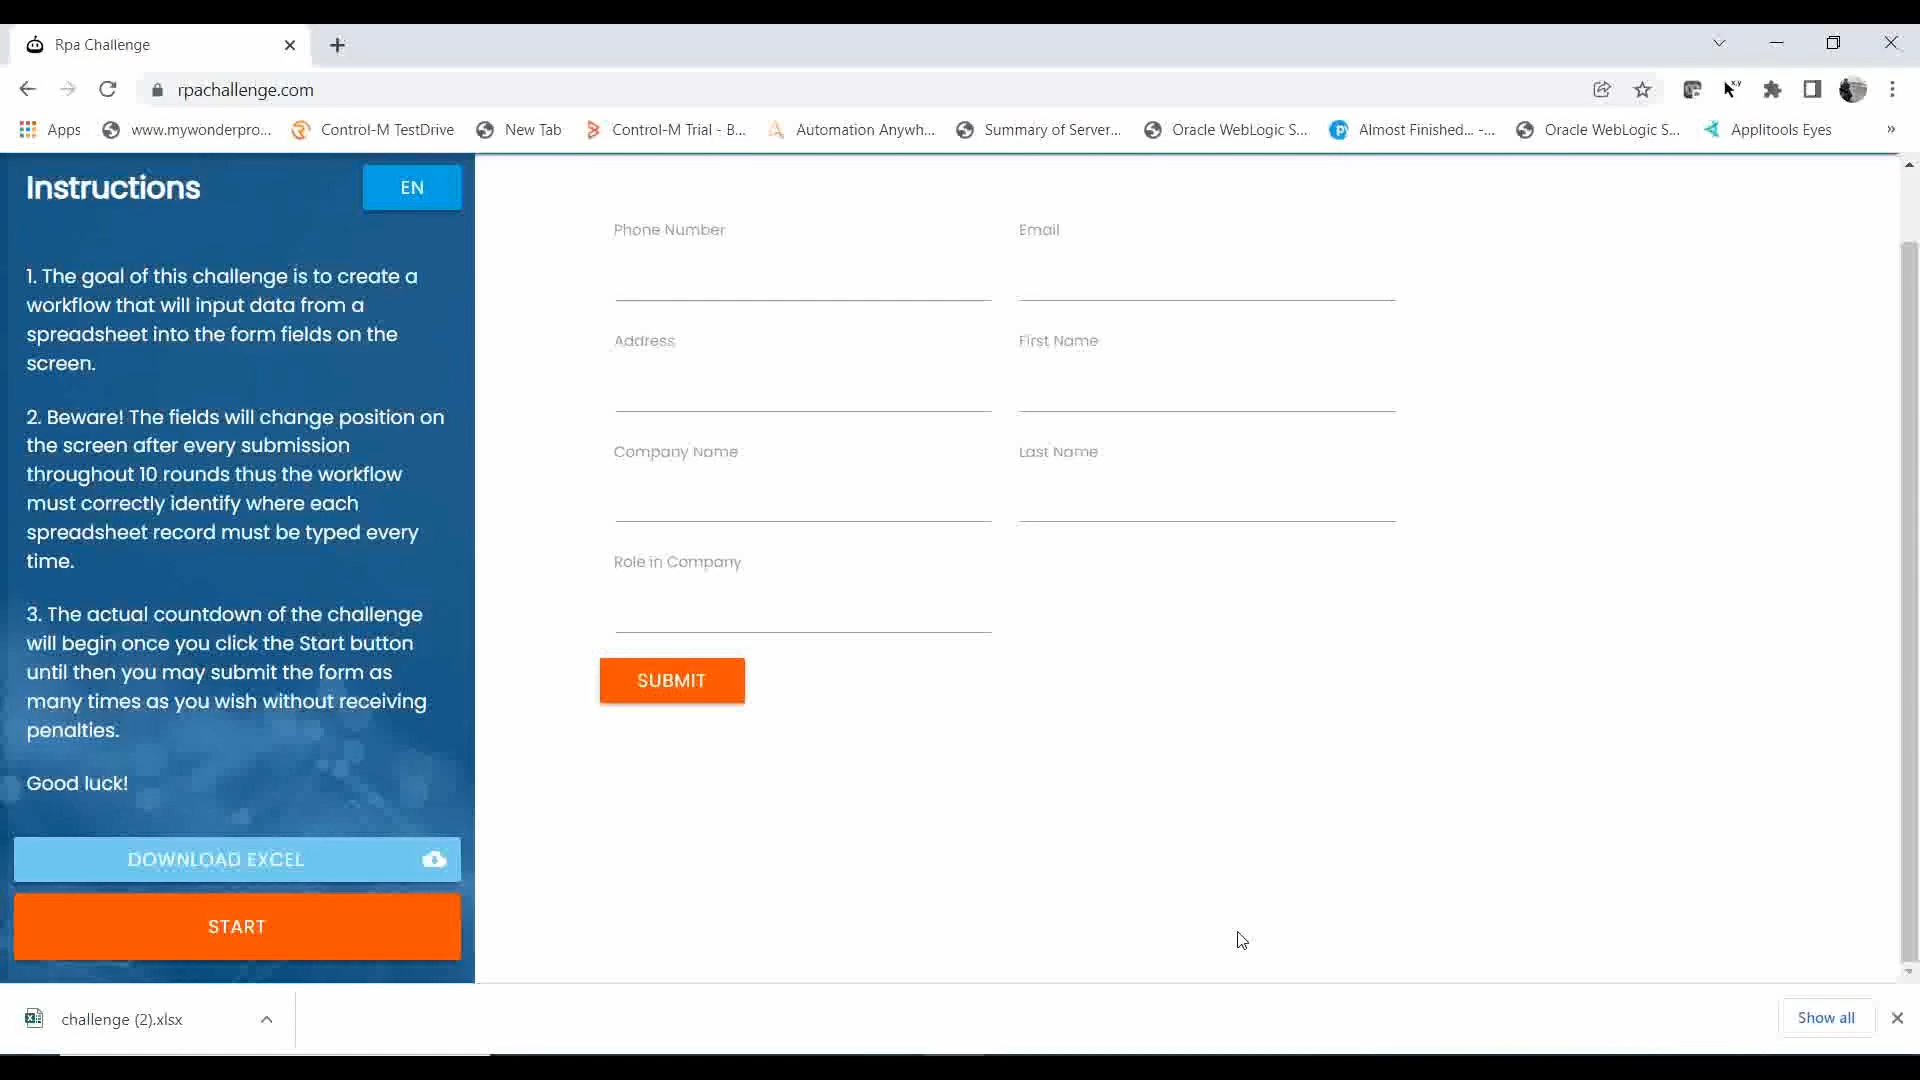 Rpa Challenge
rpachallenge.com
Apps www.mywonderpro... Control-M TestDrive New Tab Control-M Trial - B... Automation Anywh... Summary of Server... Oracle WebLogic S... Almost Finished... -... Oracle WebLogic S... Applitools Eyes »
Instructions
EN
1. The goal of this challenge is to create a
workflow that will input data from a
spreadsheet into the form fields on the
screen.
2. Beware! The fields will change position on
the screen after every submission
throughout 10 rounds thus the workflow
must correctly identify where each
spreadsheet record must be typed every
time.
3. The actual countdown of the challenge
will begin once you click the Start button
until then you may submit the form as
many times as you wish without receiving
penalties.
Good luck!
DOWNLOAD EXCEL
START
Phone Number Email
Address First Name
Company Name Last Name
Role in Company
SUBMIT
challenge (2).xlsx
Show all